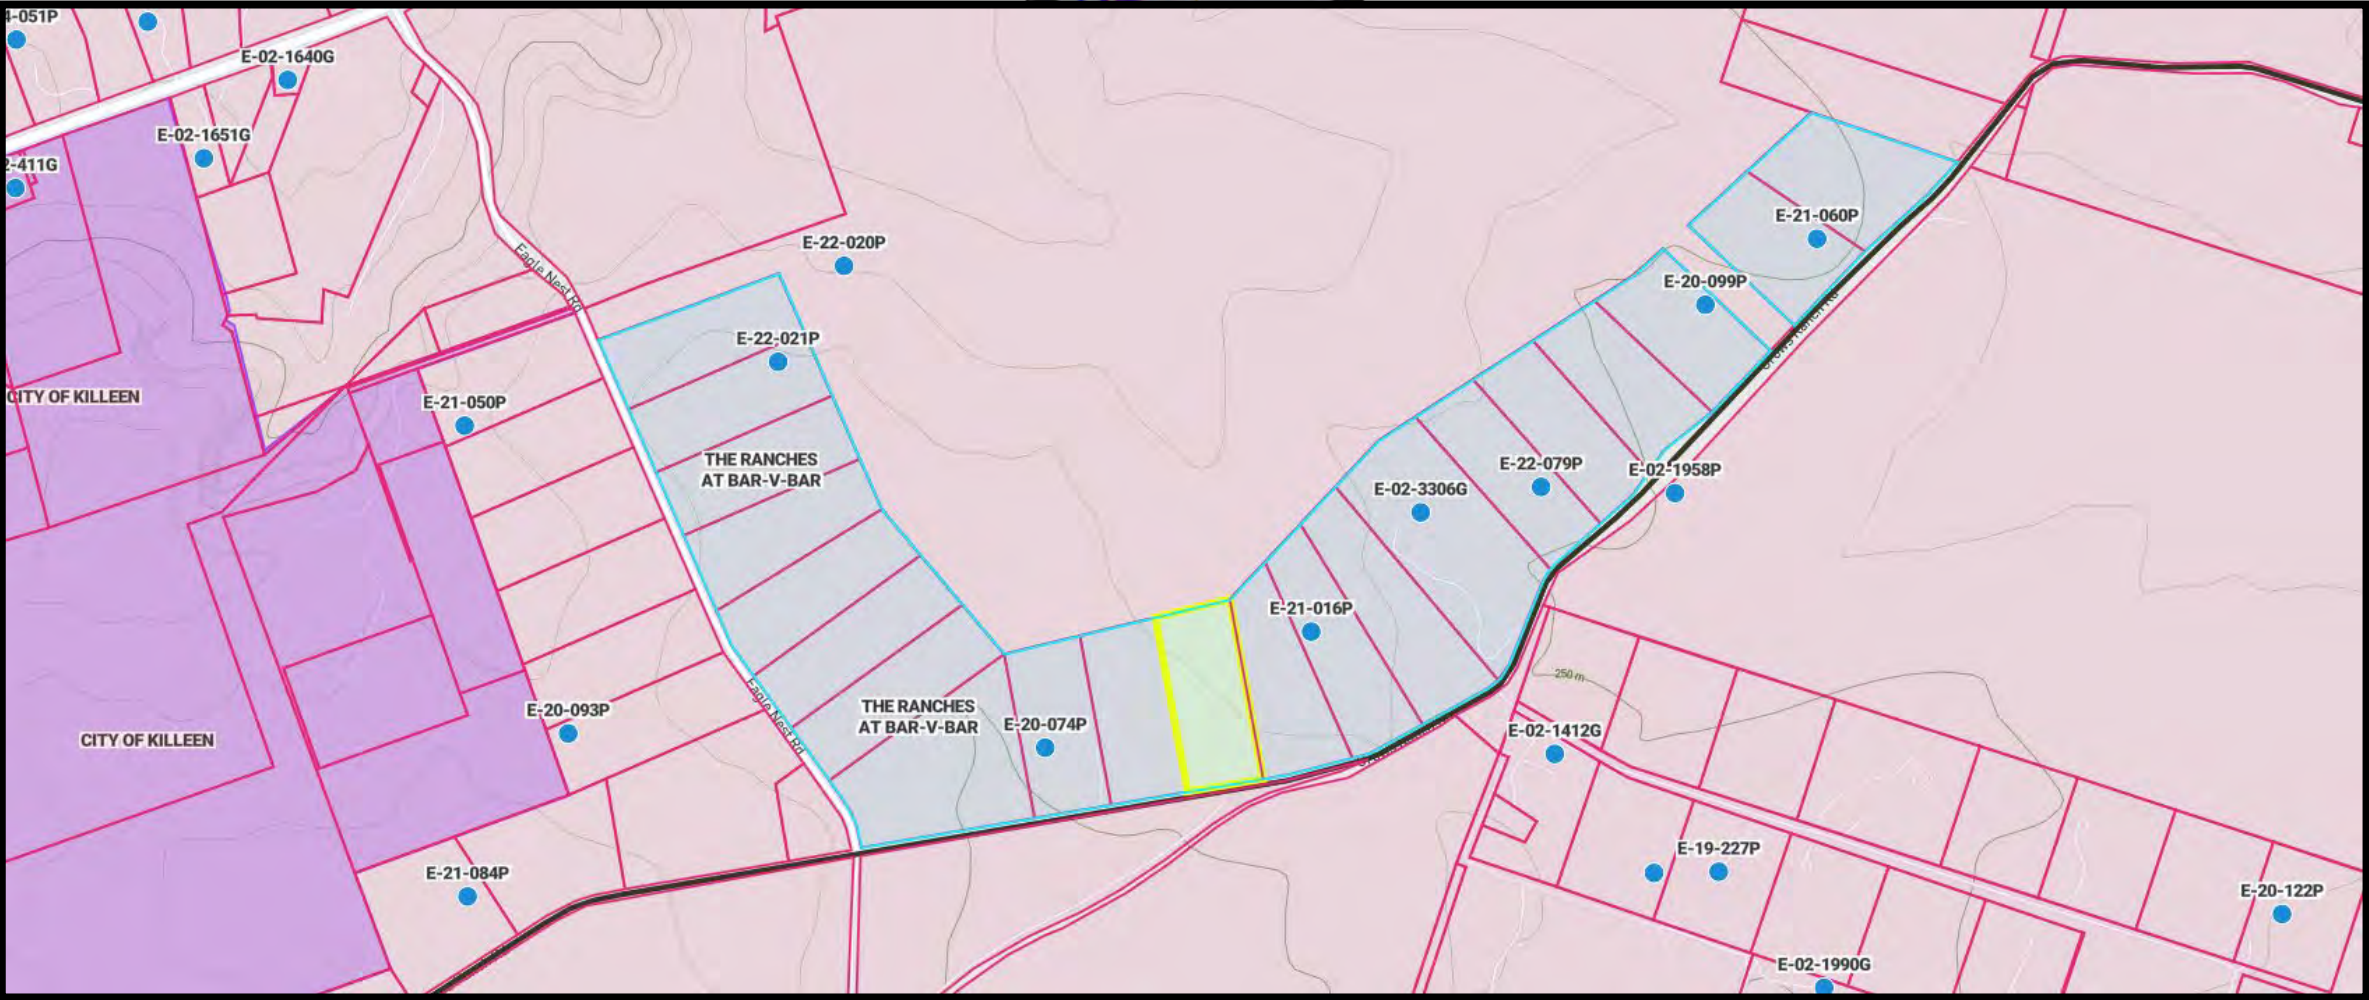 4-051P
E-02-1640G
E-02-1651G
2-411G
Eagle Nest Rd
E-22-020P
E-21-060P
E-20-099P
E-22-021P
CITY OF KILLEEN
E-21-050P
THE RANCHES
AT BAR-V-BAR
E-22-079P
E-02-1958P
E-02-3306G
E-21-016P
250 m
Eagle Nest Rd
THE RANCHES
AT BAR-V-BAR
E-20-074P
E-20-093P
E-02-1412G
CITY OF KILLEEN
E-19-227P
E-21-084P
E-20-122P
E-02-1990G